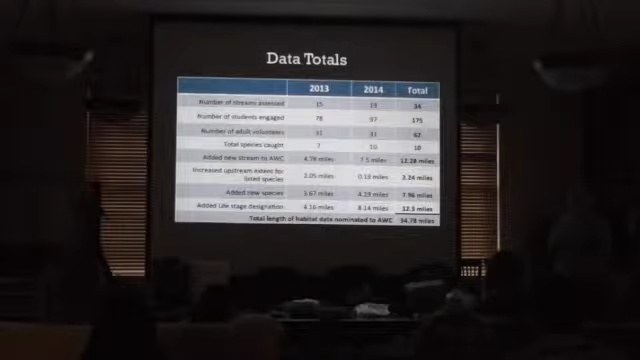 Data Totals
2013 2014 Total
Number of streams assessed 15 19 34
Number of students engaged 78 97 175
Number of adult volunteers 31 31 62
Total species caught 7 10 10
Added new stream to AWC 4.78 miles 7.5 miles 12.28 miles
Increased upstream extent for
listed species 2.05 miles 0.19 miles 2.24 miles
Added new species 3.67 miles 4.29 miles 7.96 miles
Added Life stage designation 4.16 miles 8.14 miles 12.3 miles
Total length of habitat data nominated to AWC 34.78 miles